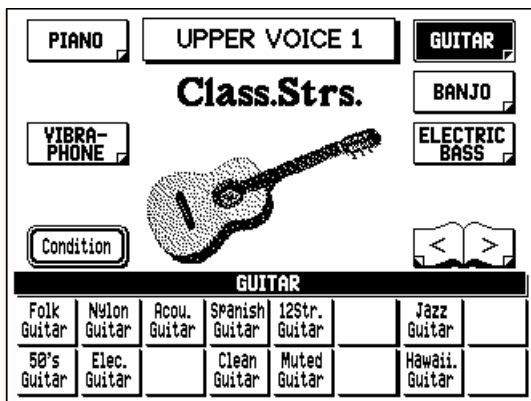 PIANO
UPPER VOICE 1
GUITAR
Class.Strs.
BANJO
VIBRA-
PHONE
ELECTRIC
BASS
Condition
< >
GUITAR
Folk Guitar
Nylon Guitar
Acou. Guitar
Spanish Guitar
12Str. Guitar
Jazz Guitar
50's Guitar
Elec. Guitar
Clean Guitar
Muted Guitar
Hawaii. Guitar